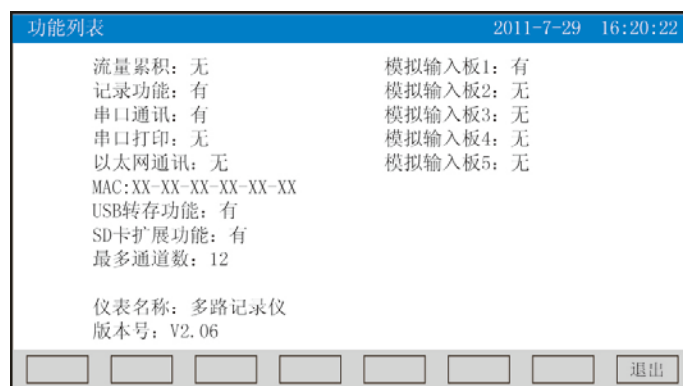 功能列表 2011-7-29 16:20:22
流量累积：无 模拟输入板1：有
记录功能：有 模拟输入板2：无
串口通讯：有 模拟输入板3：无
串口打印：无 模拟输入板4：无
以太网通讯：无 模拟输入板5：无
MAC:XX-XX-XX-XX-XX-XX
USB转存功能：有
SD卡扩展功能：有
最多通道数：12
仪表名称：多路记录仪
版本号：V2.06
退出